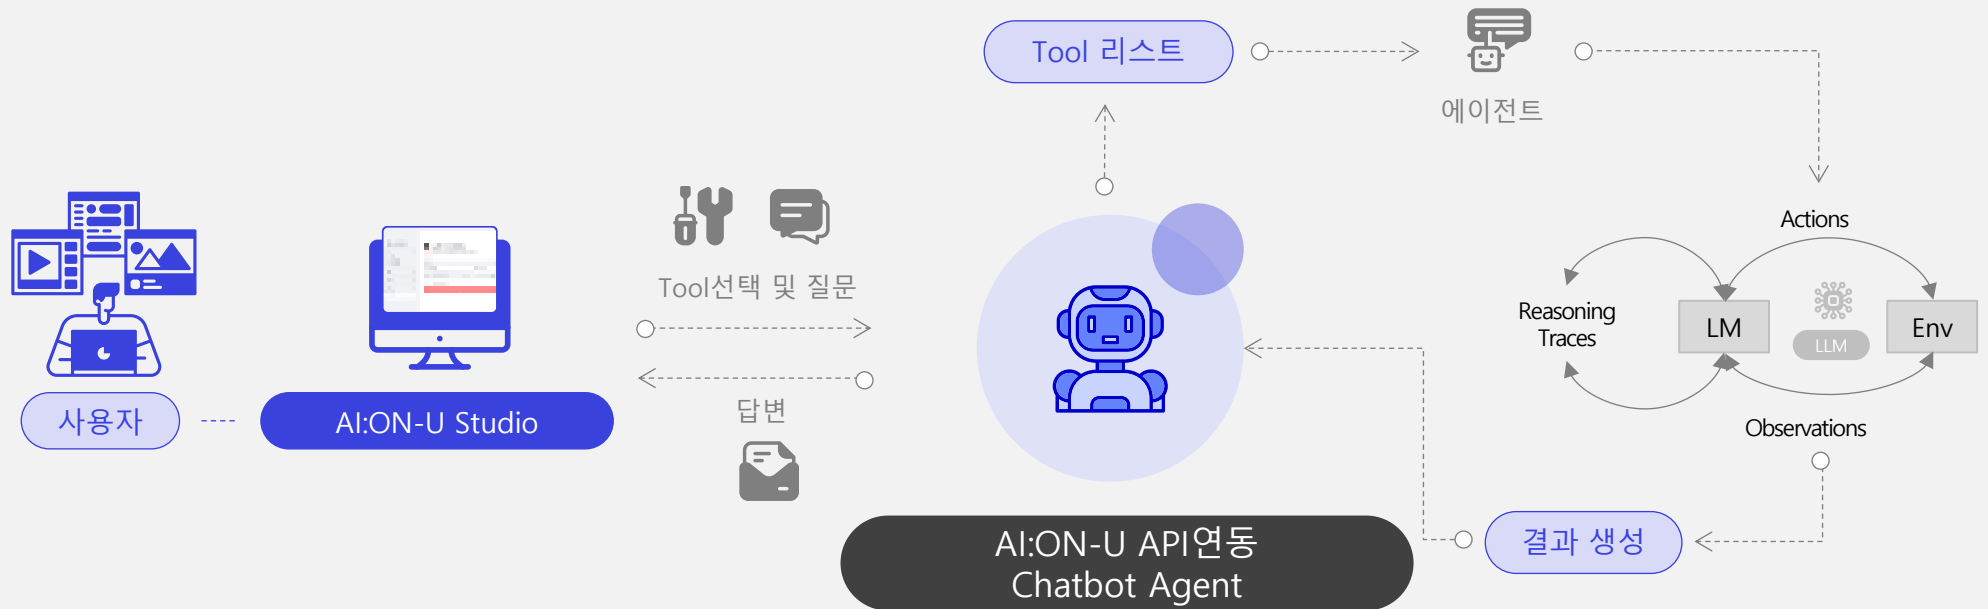 Tool 리스트
에이전트
Tool선택 및 질문
답변
사용자
AI:ON-U Studio
AI:ON-U API연동
Chatbot Agent
Actions
Reasoning
Traces
LM
LLM
Env
Observations
결과 생성